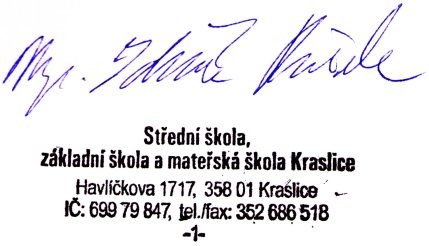 Mgr.
Střední škola,
základní škola a mateřská škola Kraslice
Havlíčkova 1717, 358 01 Kraslice
IČ: 699 79 847, tel./fax: 352 686 518
-1-